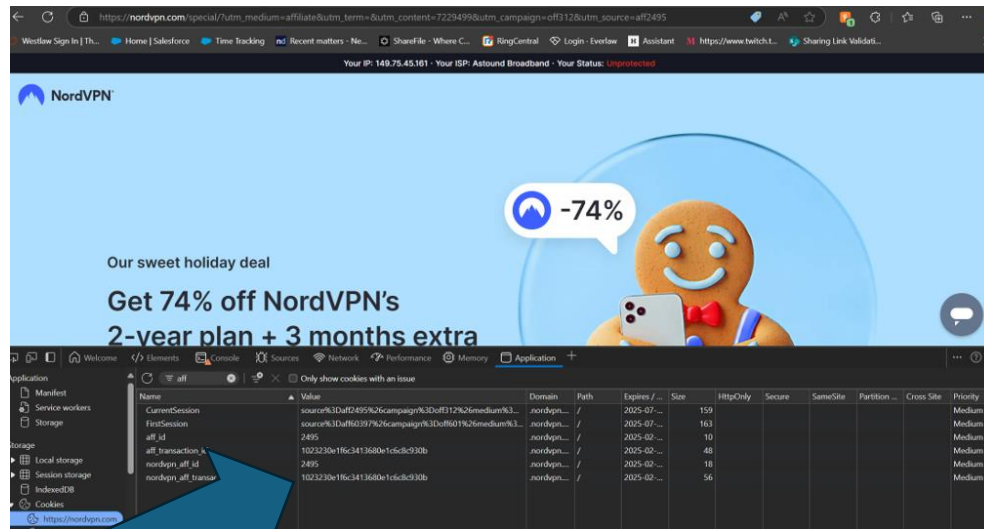 https://nordvpn.com/special/?utm_medium=affiliate&utm_term=&utm_content=7229499&utm_campaign=off312&utm_source=aff2495
Westlaw Sign In | Th... Home | Salesforce Time Tracking Recent matters - Ne... ShareFile - Where C... RingCentral Login - Everlaw Assistant https://www.twitch.t... Sharing Link Validati...
Your IP: 149.75.45.161 · Your ISP: Astound Broadband · Your Status: Unprotected
NordVPN
-74%
Our sweet holiday deal
Get 74% off NordVPN's
2-year plan + 3 months extra
Welcome Elements Console Sources Network Performance Memory Application
Application aff Only show cookies with an issue
Manifest Name Value Domain Path Expires / ... Size HttpOnly Secure SameSite Partition ... Cross Site Priority
Service workers CurrentSession source%3Daff2495%26campaign%3Doff312%26medium%3... .nordvpn.... / 2025-07-... 159 Medium
Storage FirstSession source%3Daff60397%26campaign%3Doff601%26medium%3... .nordvpn.... / 2025-07-... 163 Medium
aff_id 2495 .nordvpn.... / 2025-02-... 10 Medium
Storage aff_transaction_i 1023230e1f6c3413680e1c6c8c930b .nordvpn.... / 2025-02-... 48 Medium
Local storage nordvpn_aff_id 2495 .nordvpn.... / 2025-02-... 18 Medium
Session storage nordvpn_aff_transa 1023230e1f6c3413680e1c6c8c930b .nordvpn.... / 2025-02-... 56 Medium
IndexedDB
Cookies
https://nordvpn.com